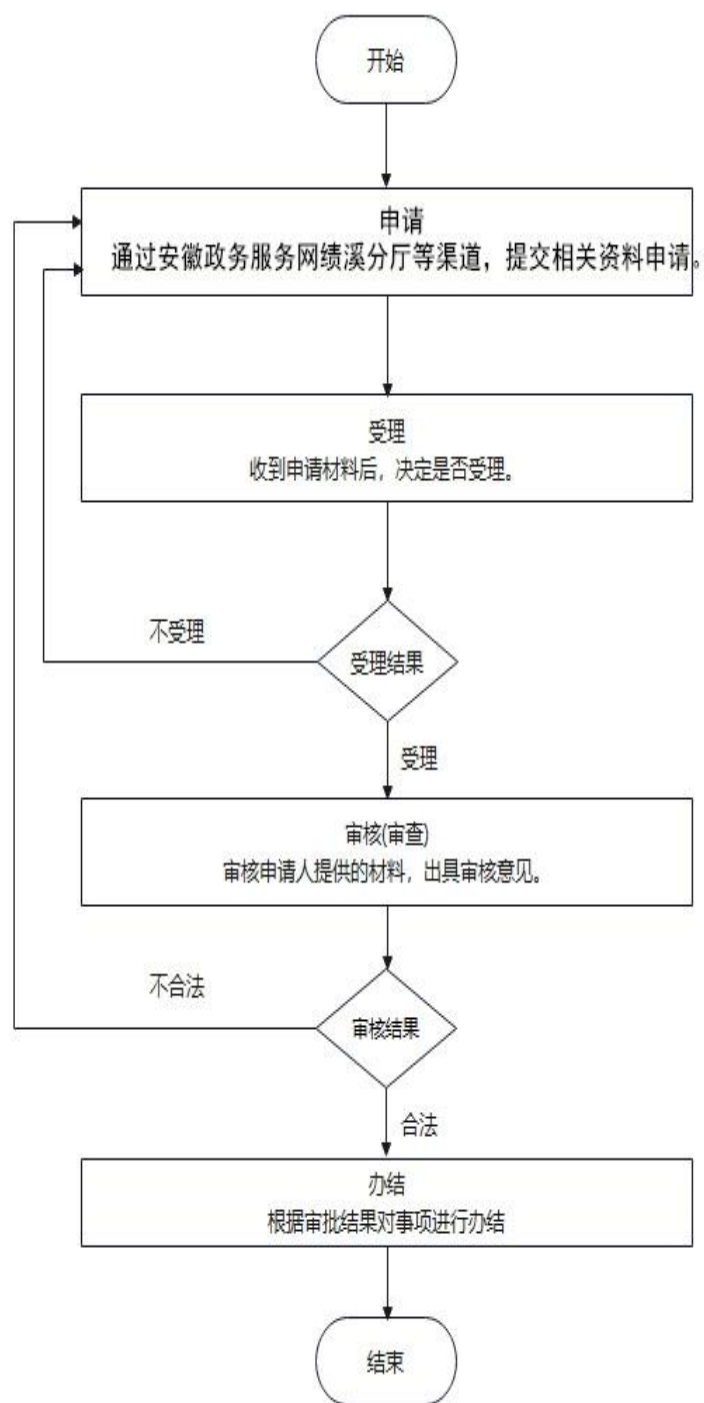 开始
申请
通过安徽政务服务网绩溪分厅等渠道，提交相关资料申请。
受理
收到申请材料后，决定是否受理。
不受理
受理结果
受理
审核(审查)
审核申请人提供的材料，出具审核意见。
不合法
审核结果
合法
办结
根据审批结果对事项进行办结
结束